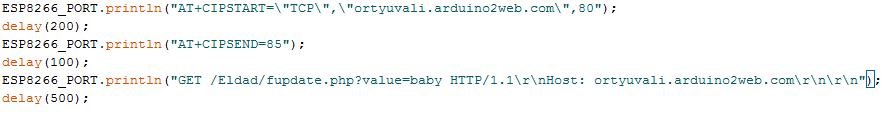 ESP8266_PORT.println("AT+CIPSTART=\"TCP\",\"ortyuvali.arduino2web.com\",80");
delay(200);
ESP8266_PORT.println("AT+CIPSEND=85");
delay(100);
ESP8266_PORT.println("GET /Eldad/fupdate.php?value=baby HTTP/1.1\r\nHost: ortyuvali.arduino2web.com\r\n\r\n");
delay(500);